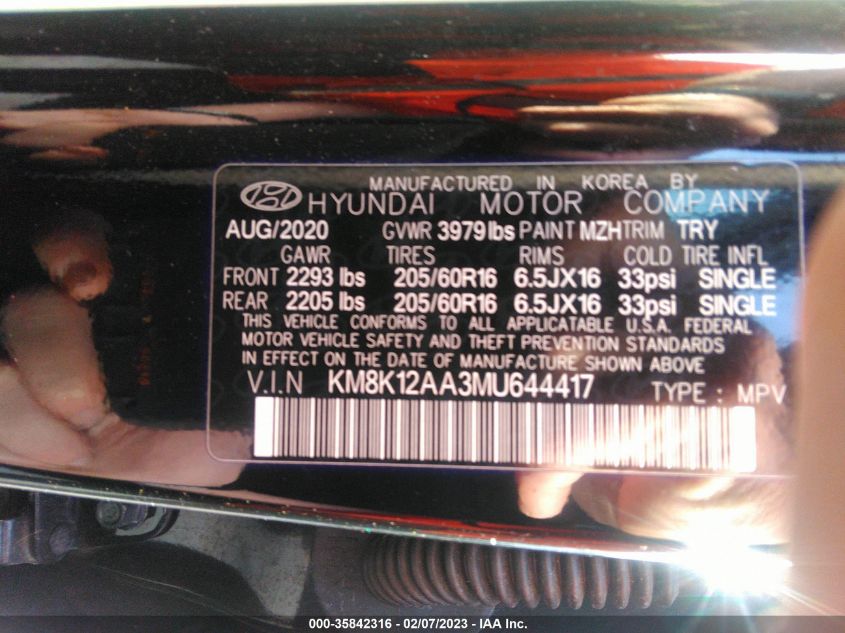 MANUFACTURED IN KOREA BY
HYUNDAI MOTOR COMPANY
AUG/2020 GVWR 3979lbs PAINT MZH TRIM TRY
GAWR TIRES RIMS COLD TIRE INFL
FRONT 2293 lbs 205/60R16 6.5JX16 33psi SINGLE
REAR 2205 lbs 205/60R16 6.5JX16 33psi SINGLE
THIS VEHICLE CONFORMS TO ALL APPLICATABLE U.S.A. FEDERAL
MOTOR VEHICLE SAFETY AND THEFT PREVENTION STANDARDS
IN EFFECT ON THE DATE OF MANUFACTURE SHOWN ABOVE
V.I.N KM8K12AA3MU644417 TYPE : MPV
000-35842316 - 02/07/2023 - IAA Inc.